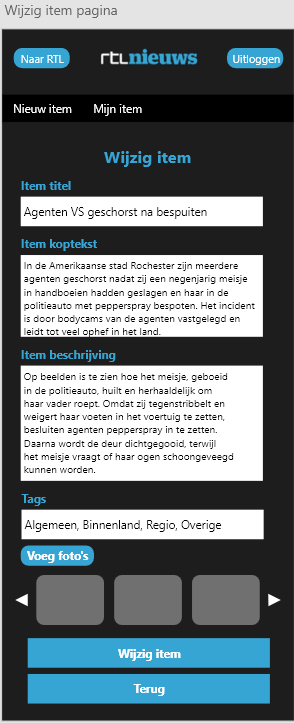 Wijzig item pagina
Naar RTL
rtlnieuws
Uitloggen
Nieuw item
Mijn item
Wijzig item
Item titel
Agenten VS geschorst na bespuiten
Item koptekst
In de Amerikaanse stad Rochester zijn meerdere
agenten geschorst nadat zij een negenjarig meisje
in handboeien hadden geslagen en haar in de
politieauto met pepperspray bespoten. Het incident
is door bodycams van de agenten vastgelegd en
leidt tot veel ophef in het land.
Item beschrijving
Op beelden is te zien hoe het meisje, geboeid
in de politieauto, huilt en herhaaldelijk om
haar vader roept. Omdat zij tegenstribbelt en
weigert haar voeten in het voertuig te zetten,
besluiten agenten pepperspray in te zetten.
Daarna wordt de deur dichtgegooid, terwijl
het meisje vraagt of haar ogen schoongeveegd
kunnen worden.
Tags
Algemeen, Binnenland, Regio, Overige
Voeg foto's
Wijzig item
Terug